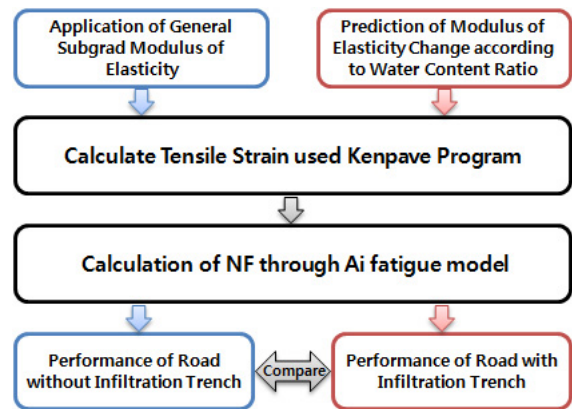 Application of General
Subgrad Modulus of
Elasticity
Prediction of Modulus of
Elasticity Change according
to Water Content Ratio
Calculate Tensile Strain used Kenpave Program
Calculation of NF through Ai fatigue model
Performance of Road
without Infiltration Trench
Compare
Performance of Road with
Infiltration Trench